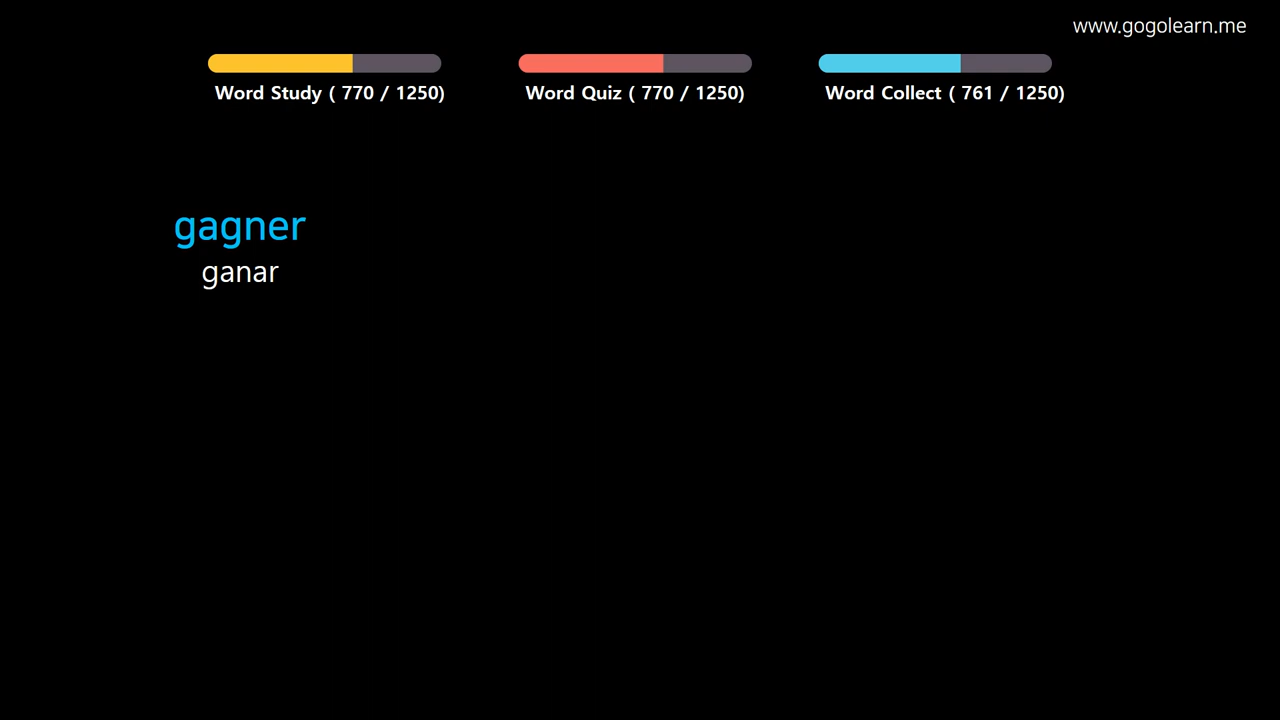 www.gogolearn.me
Word Study ( 770 / 1250)
Word Quiz ( 770 / 1250)
Word Collect ( 761 / 1250)
gagner
ganar